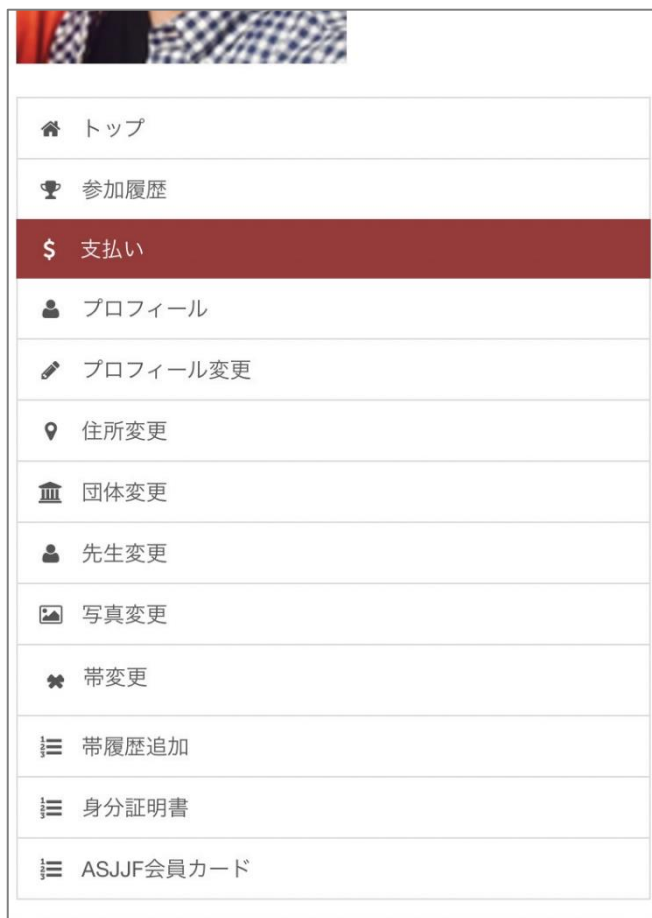 トップ
参加履歴
支払い
プロフィール
プロフィール変更
住所変更
団体変更
先生変更
写真変更
帯変更
帯履歴追加
身分証明書
ASJJF会員カード